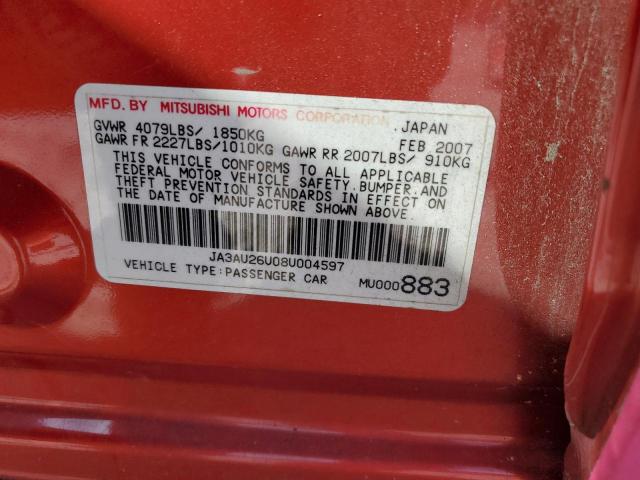 MFD. BY MITSUBISHI MOTORS CORPORATION, JAPAN
GVWR 4079LBS/ 1850KG FEB 2007
GAWR FR 2227LBS/1010KG GAWR RR 2007LBS/ 910KG
THIS VEHICLE CONFORMS TO ALL APPLICABLE
FEDERAL MOTOR VEHICLE SAFETY, BUMPER, AND
THEFT PREVENTION STANDARDS IN EFFECT ON
THE DATE OF MANUFACTURE SHOWN ABOVE.
JA3AU26U08U004597
VEHICLE TYPE:PASSENGER CAR MU000883